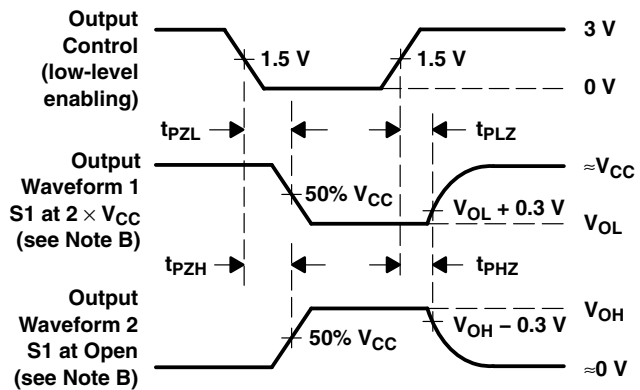 Output
Control
(low-level
enabling)
1.5 V
1.5 V
3 V
0 V
tPZL
tPLZ
Output
Waveform 1
S1 at 2 × VCC
(see Note B)
50% VCC
VOL + 0.3 V
≈VCC
VOL
tPZH
tPHZ
Output
Waveform 2
S1 at Open
(see Note B)
50% VCC
VOH − 0.3 V
VOH
≈0 V